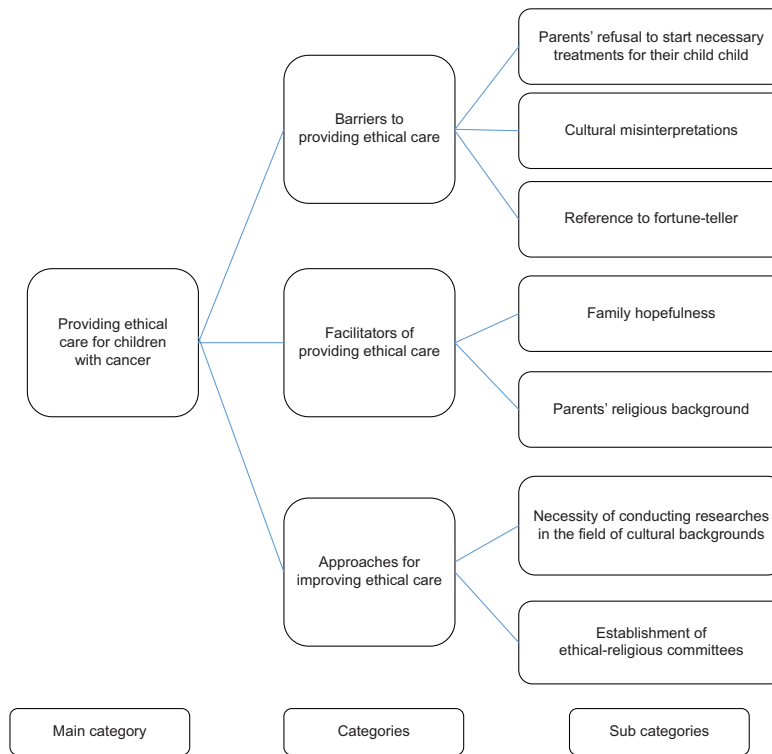 Providing ethical
care for children
with cancer
Barriers to
providing ethical care
Parents’ refusal to start necessary
treatments for their child child
Cultural misinterpretations
Reference to fortune-teller
Facilitators of
providing ethical care
Family hopefulness
Parents’ religious background
Approaches for
improving ethical care
Necessity of conducting researches
in the field of cultural backgrounds
Establishment of
ethical-religious committees
Main category
Categories
Sub categories